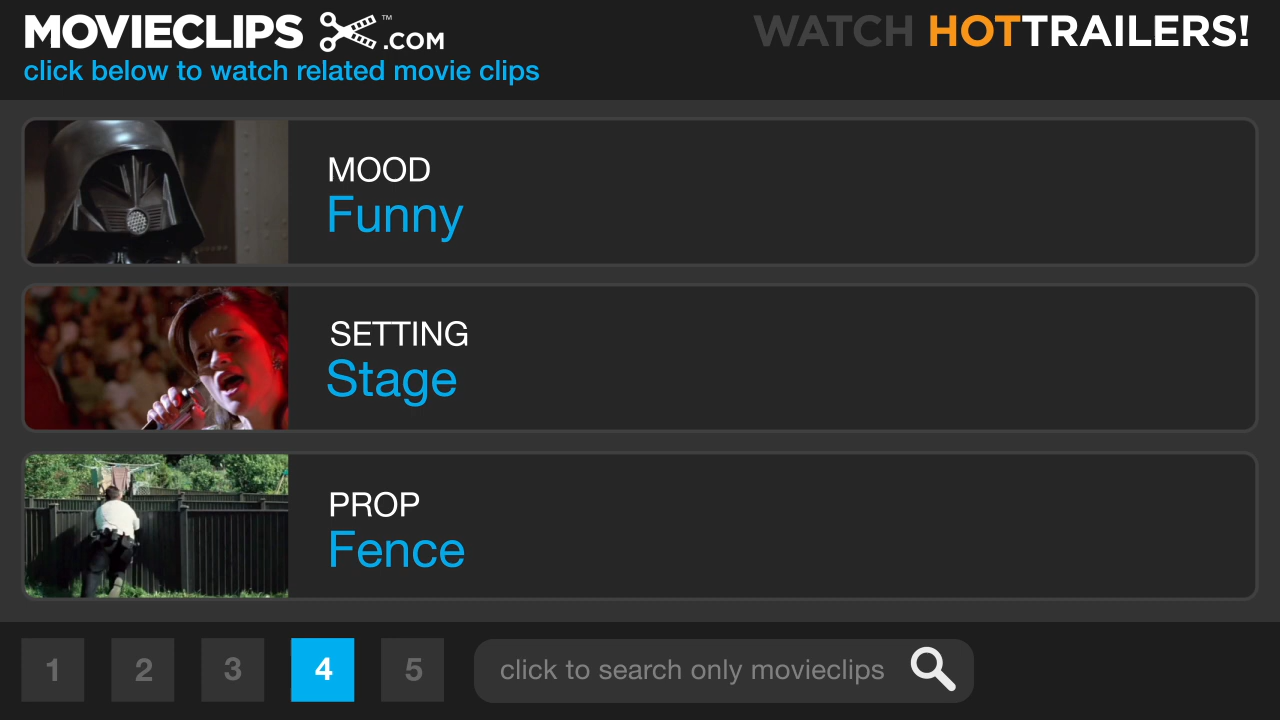 MOVIECLIPS ™ .COM
WATCH HOTTRAILERS!
click below to watch related movie clips
MOOD
Funny
SETTING
Stage
PROP
Fence
1 2 3 4 5
click to search only movieclips